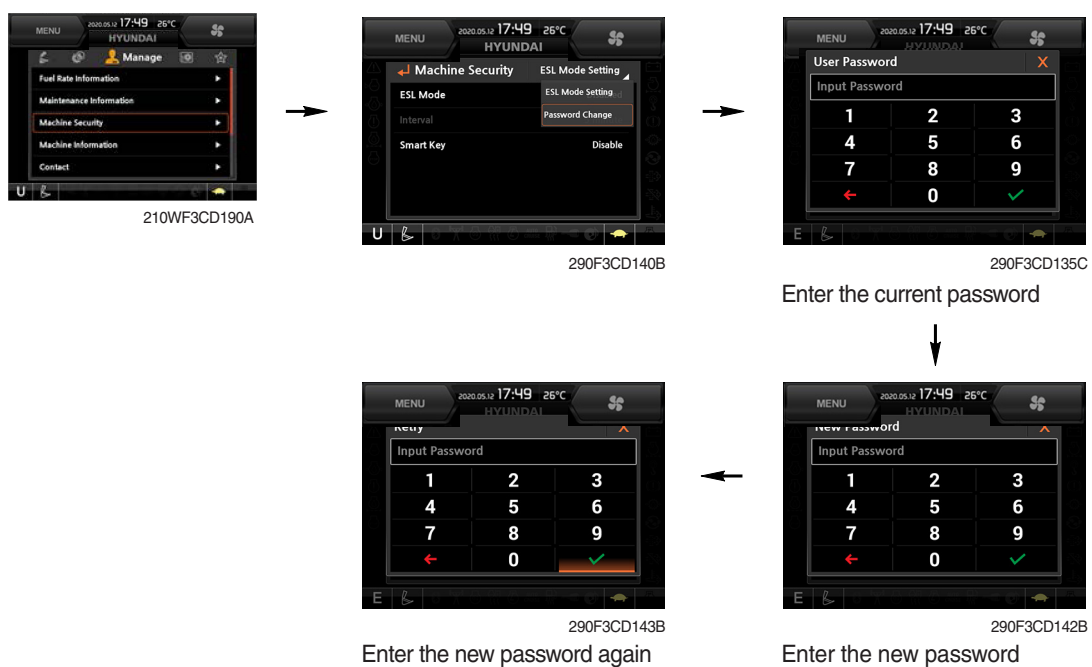 MENU
2020.05.12 17:49 26°C
HYUNDAI
Manage
Fuel Rate Information
Maintenance Information
Machine Security
Machine Information
Contact
U
210WF3CD190A
MENU
2020.05.12 17:49 26°C
HYUNDAI
Machine Security ESL Mode Setting
ESL Mode
ESL Mode Setting
Interval
Password Change
Smart Key Disable
U
290F3CD140B
MENU
2020.05.12 17:49 26°C
HYUNDAI
User Password X
Input Password
1 2 3
4 5 6
7 8 9
0
E
290F3CD135C
Enter the current password
MENU
2020.05.12 17:49 26°C
HYUNDAI
Retry X
Input Password
1 2 3
4 5 6
7 8 9
0
E
290F3CD143B
Enter the new password again
MENU
2020.05.12 17:49 26°C
HYUNDAI
New Password X
Input Password
1 2 3
4 5 6
7 8 9
0
E
290F3CD142B
Enter the new password